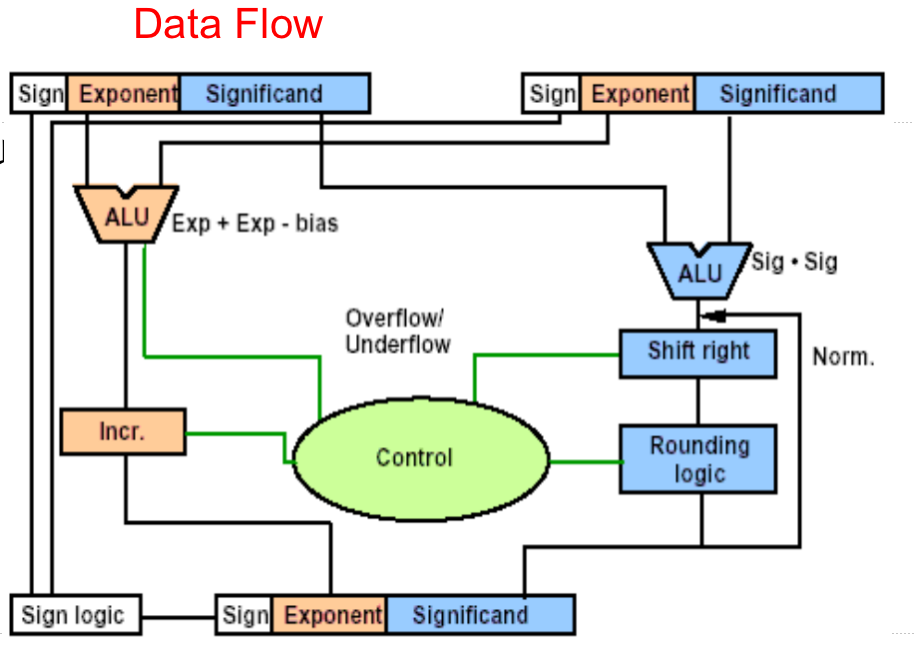 Data Flow
Sign Exponent Significand
Sign Exponent Significand
ALU
Exp + Exp - bias
ALU
Sig • Sig
Overflow/
Underflow
Shift right
Norm.
Incr.
Control
Rounding
logic
Sign logic
Sign Exponent Significand